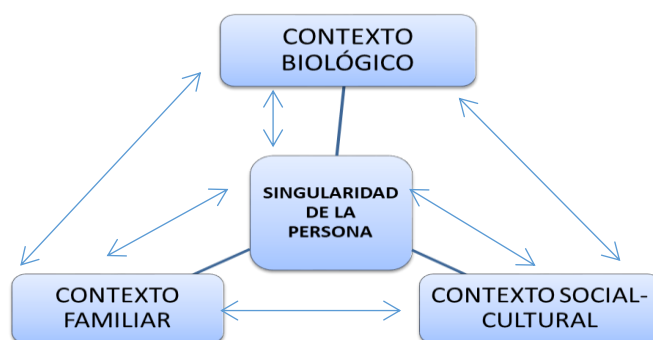 CONTEXTO
BIOLÓGICO
SINGULARIDAD
DE LA
PERSONA
CONTEXTO
FAMILIAR
CONTEXTO SOCIAL-
CULTURAL